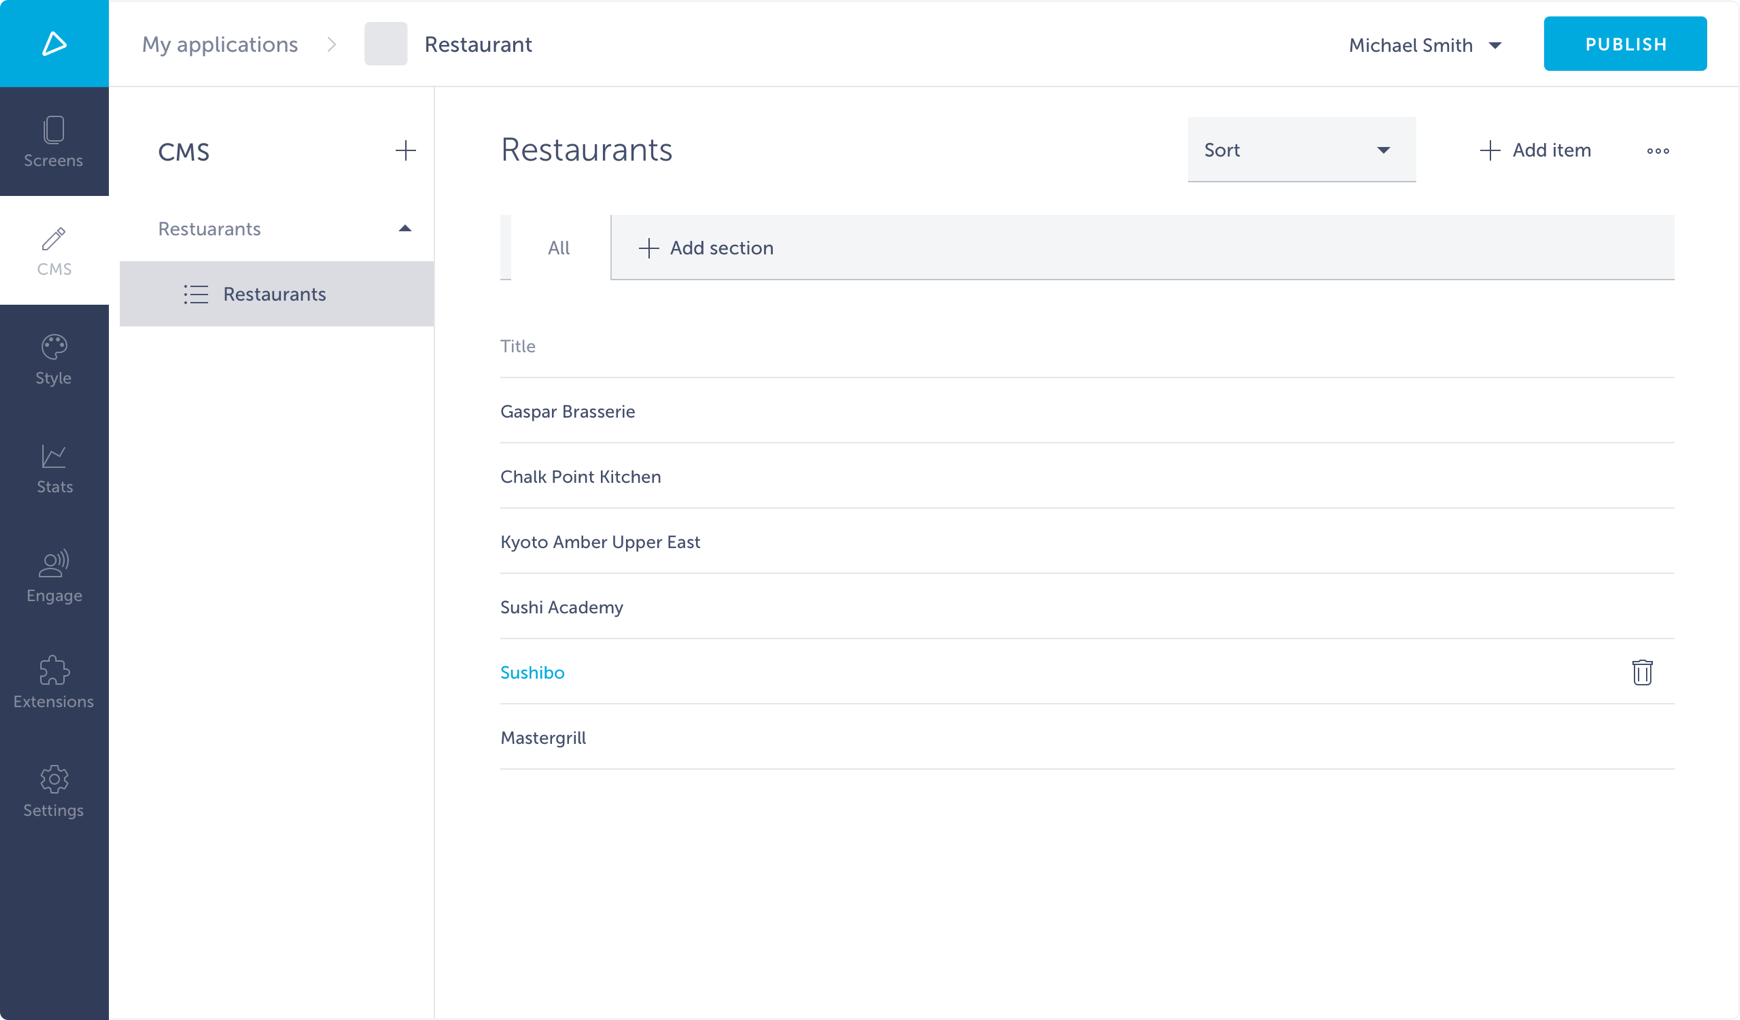 My applications
Restaurant
Michael Smith
PUBLISH
Screens
CMS
Style
Stats
Engage
Extensions
Settings
CMS
Restuarants
Restaurants
Restaurants
Sort
Add item
All
Add section
Title
Gaspar Brasserie
Chalk Point Kitchen
Kyoto Amber Upper East
Sushi Academy
Sushibo
Mastergrill